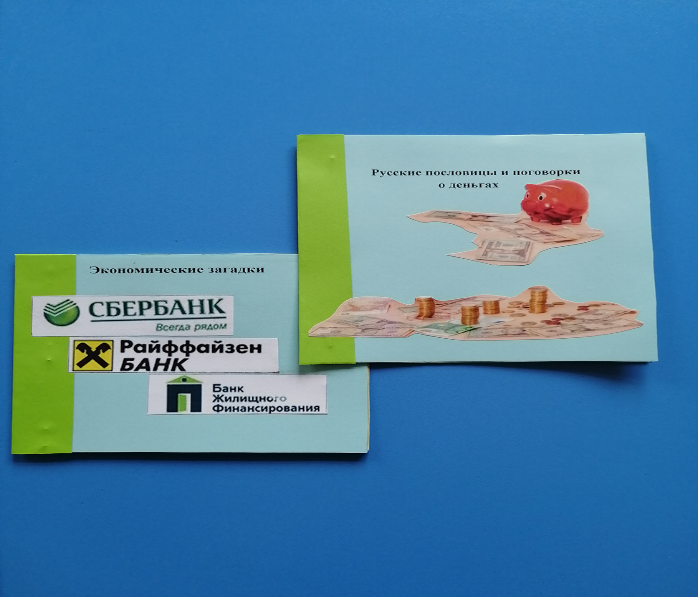 Русские пословицы и поговорки
о деньгах
Экономические загадки
СБЕРБАНК
Всегда рядом
Райффайзен
БАНК
Банк
Жилищного
Финансирования